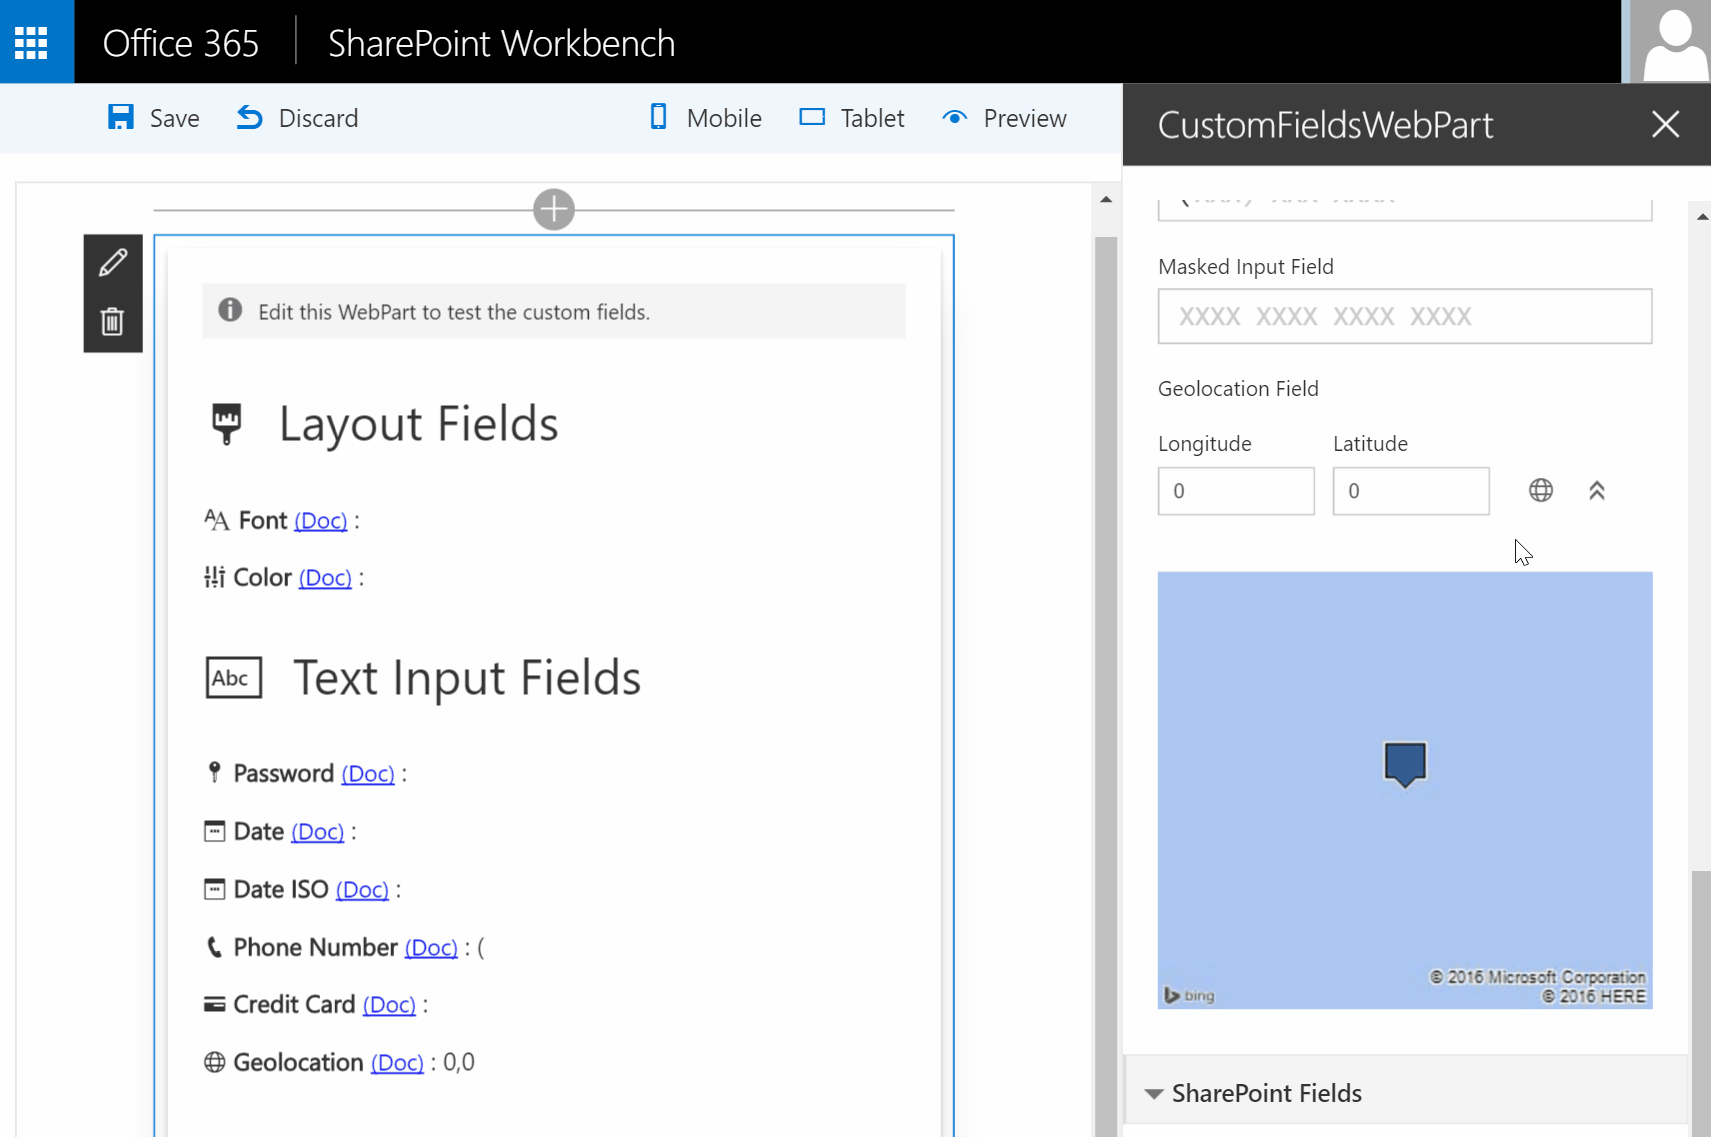 Office 365
SharePoint Workbench
Save
Discard
Mobile
Tablet
Preview
CustomFieldsWebPart
Edit this WebPart to test the custom fields.
Layout Fields
Font (Doc) :
Color (Doc) :
Abc
Text Input Fields
Password (Doc) :
Date (Doc) :
Date ISO (Doc) :
Phone Number (Doc) : (
Credit Card (Doc) :
Geolocation (Doc) : 0,0
Masked Input Field
XXXX XXXX XXXX XXXX
Geolocation Field
Longitude
Latitude
0
0
© 2016 Microsoft Corporation
bing
© 2016 HERE
SharePoint Fields